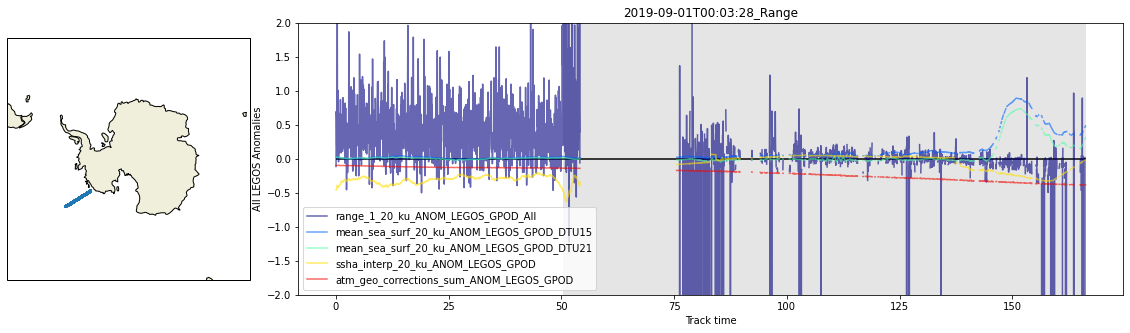 2019-09-01T00:03:28_Range
All LEGOS Anomalies
2.0
1.5
1.0
0.5
0.0
−0.5
−1.0
−1.5
−2.0
range_1_20_ku_ANOM_LEGOS_GPOD_All
mean_sea_surf_20_ku_ANOM_LEGOS_GPOD_DTU15
mean_sea_surf_20_ku_ANOM_LEGOS_GPOD_DTU21
ssha_interp_20_ku_ANOM_LEGOS_GPOD
atm_geo_corrections_sum_ANOM_LEGOS_GPOD
0 25 50 75 100 125 150
Track time